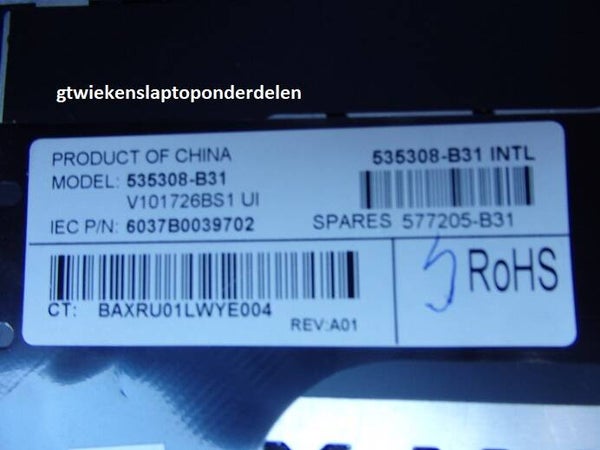 gtwiekenslaptoponderdelen
PRODUCT OF CHINA
535308-B31 INTL
MODEL: 535308-B31
V101726BS1 UI
IEC P/N: 6037B0039702
SPARES 577205-B31
RoHS
CT: BAXRU01LWYE004
REV:A01